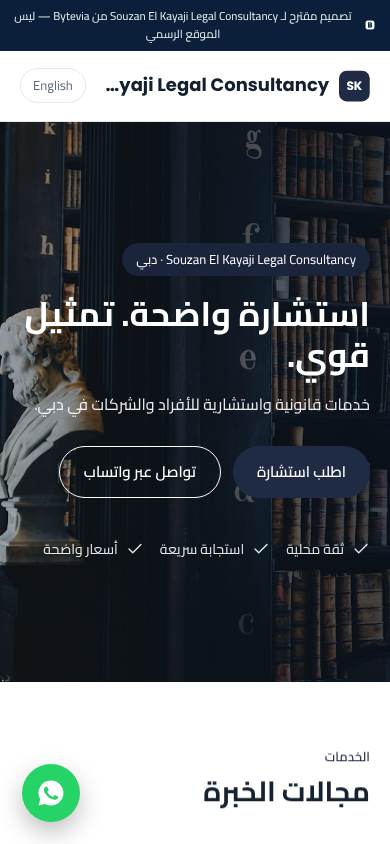 تصميم مقترح لـ Souzan El Kayaji Legal Consultancy من Bytevia — ليس
الموقع الرسمي
B
SK
...yaji Legal Consultancy
English
k
i
h
g
f
e
d
c
Souzan El Kayaji Legal Consultancy · دبي
استشارة واضحة. تمثيل
قوي.
خدمات قانونية واستشارية للأفراد والشركات في دبي.
اطلب استشارة
تواصل عبر واتساب
ثقة محلية
استجابة سريعة
أسعار واضحة
الخدمات
مجالات الخبرة